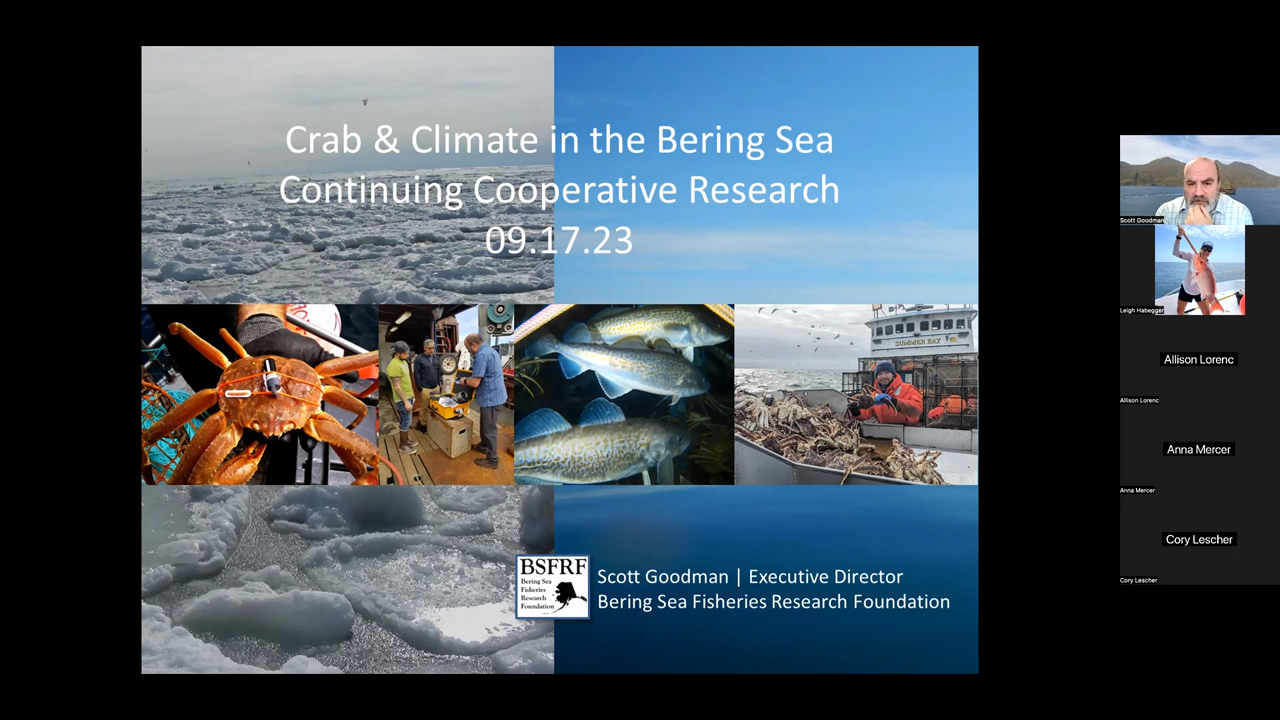 Crab & Climate in the Bering Sea
Continuing Cooperative Research
09.17.23
SUMMER BAY
BSFRF
Bering Sea
Fisheries
Research
Foundation
Scott Goodman | Executive Director
Bering Sea Fisheries Research Foundation
Scott Goodman
Leigh Habegger
Allison Lorenc
Allison Lorenc
Anna Mercer
Anna Mercer
Cory Lescher
Cory Lescher